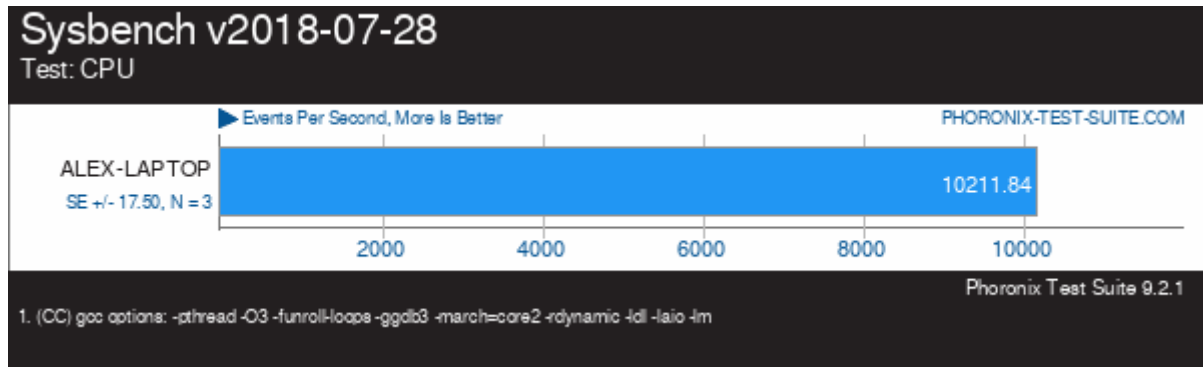 Sysbench v2018-07-28
Test: CPU
Events Per Second, More Is Better
PHORONIX-TEST-SUITE.COM
ALEX-LAPTOP
SE +/- 17.50, N = 3
10211.84
2000 4000 6000 8000 10000
Phoronix Test Suite 9.2.1
1. (CC) gcc options: -pthread -O3 -funroll-loops -ggdb3 -march=core2 -rdynamic -ldl -laio -lm